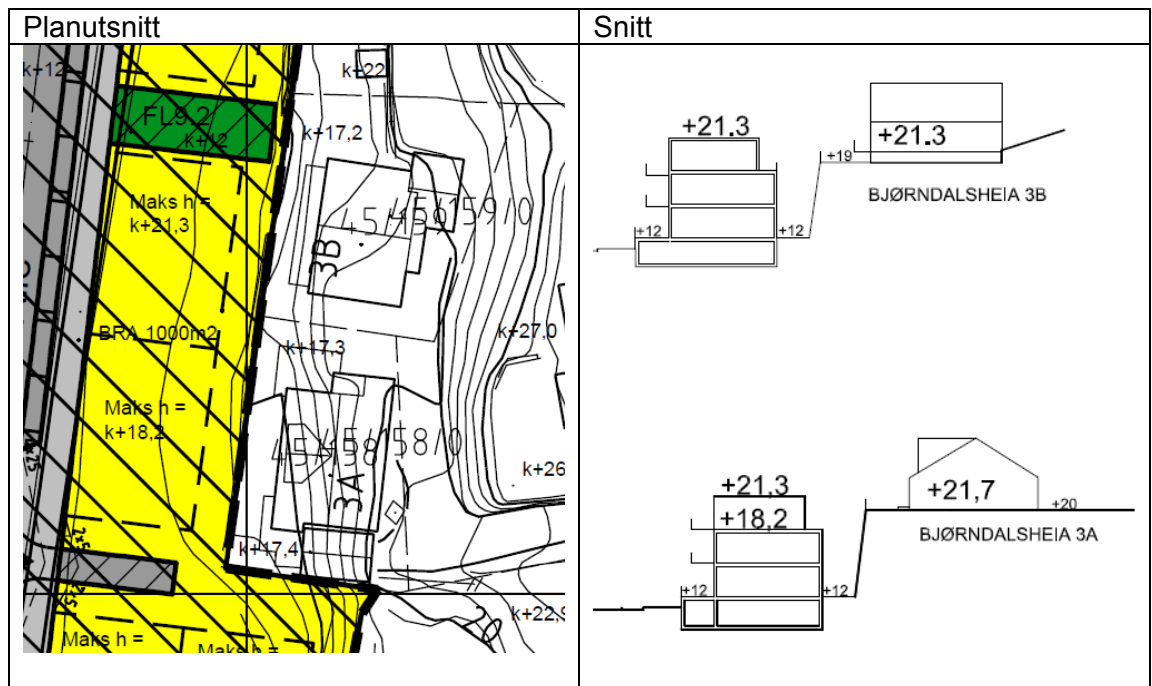 Planutsnitt
Snitt
k+12
k+22
FL9.2
k+12
k+17,2
Maks h =
k+21,3
3B
BRA 1000m2
k+27,0
k+17,3
Maks h =
k+18,2
3A
k+26
k+17,4
k+22,9
Maks h =
Maks h =
+21.3
+21.3
+19
+12
+12
BJØRNDALSHEIA 3B
+21,3
+18,2
+21,7
+20
BJØRNDALSHEIA 3A
+12
+12